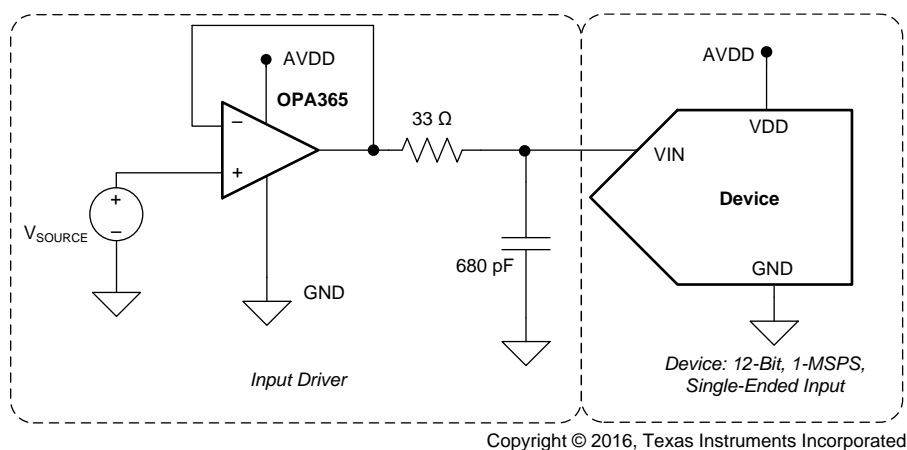 AVDD
OPA365
−
+
33 Ω
+
−
VSOURCE
680 pF
GND
Input Driver
AVDD
VDD
VIN
Device
GND
Device: 12-Bit, 1-MSPS,
Single-Ended Input
Copyright © 2016, Texas Instruments Incorporated